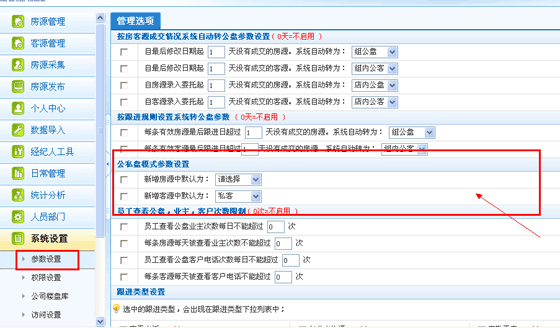 房源管理
客源管理
房源采集
房源发布
个人中心
数据导入
经纪人工具
日常管理
统计分析
人员部门
系统设置
参数设置
权限设置
公司楼盘库
访问设置
管理选项
按房客源成交情况系统自动转公盘参数设置 ( 0天=不启用 )
自最后修改日期起 1 天没有成交的房源。系统自动转为： 组公盘
自最后修改日期起 1 天没有成交的客源。系统自动转为： 组内公客
自房源录入委托起 1 天没有成交的房源。系统自动转为： 店内公盘
自客源录入委托起 1 天没有成交的客源。系统自动转为： 店内公客
按跟进规则设置系统转公盘参数 ( 0天=不启用 )
每条有效房源最后跟进日超过 1 天没有成交的房源。系统自动转为： 组公盘
每条有效客源最后跟进日超过 1 天没有成交的客源。系统自动转为： 组内公客
公私盘模式参数设置
新增房源中默认为： 请选择
新增客源中默认为： 私客
员工查看公盘，业主，客户次数限制(0次=不启用 )
员工查看公盘业主次数每日不能超过 0 次
每条房源每天被查看业主次数不能超过 0 次
员工查看公盘客户电话次数每日不能超过 0 次
每条客源每天被查看客户电话不能超过 0 次
跟进类型设置
选中的跟进类型，会出现在跟进类型下拉列表中；